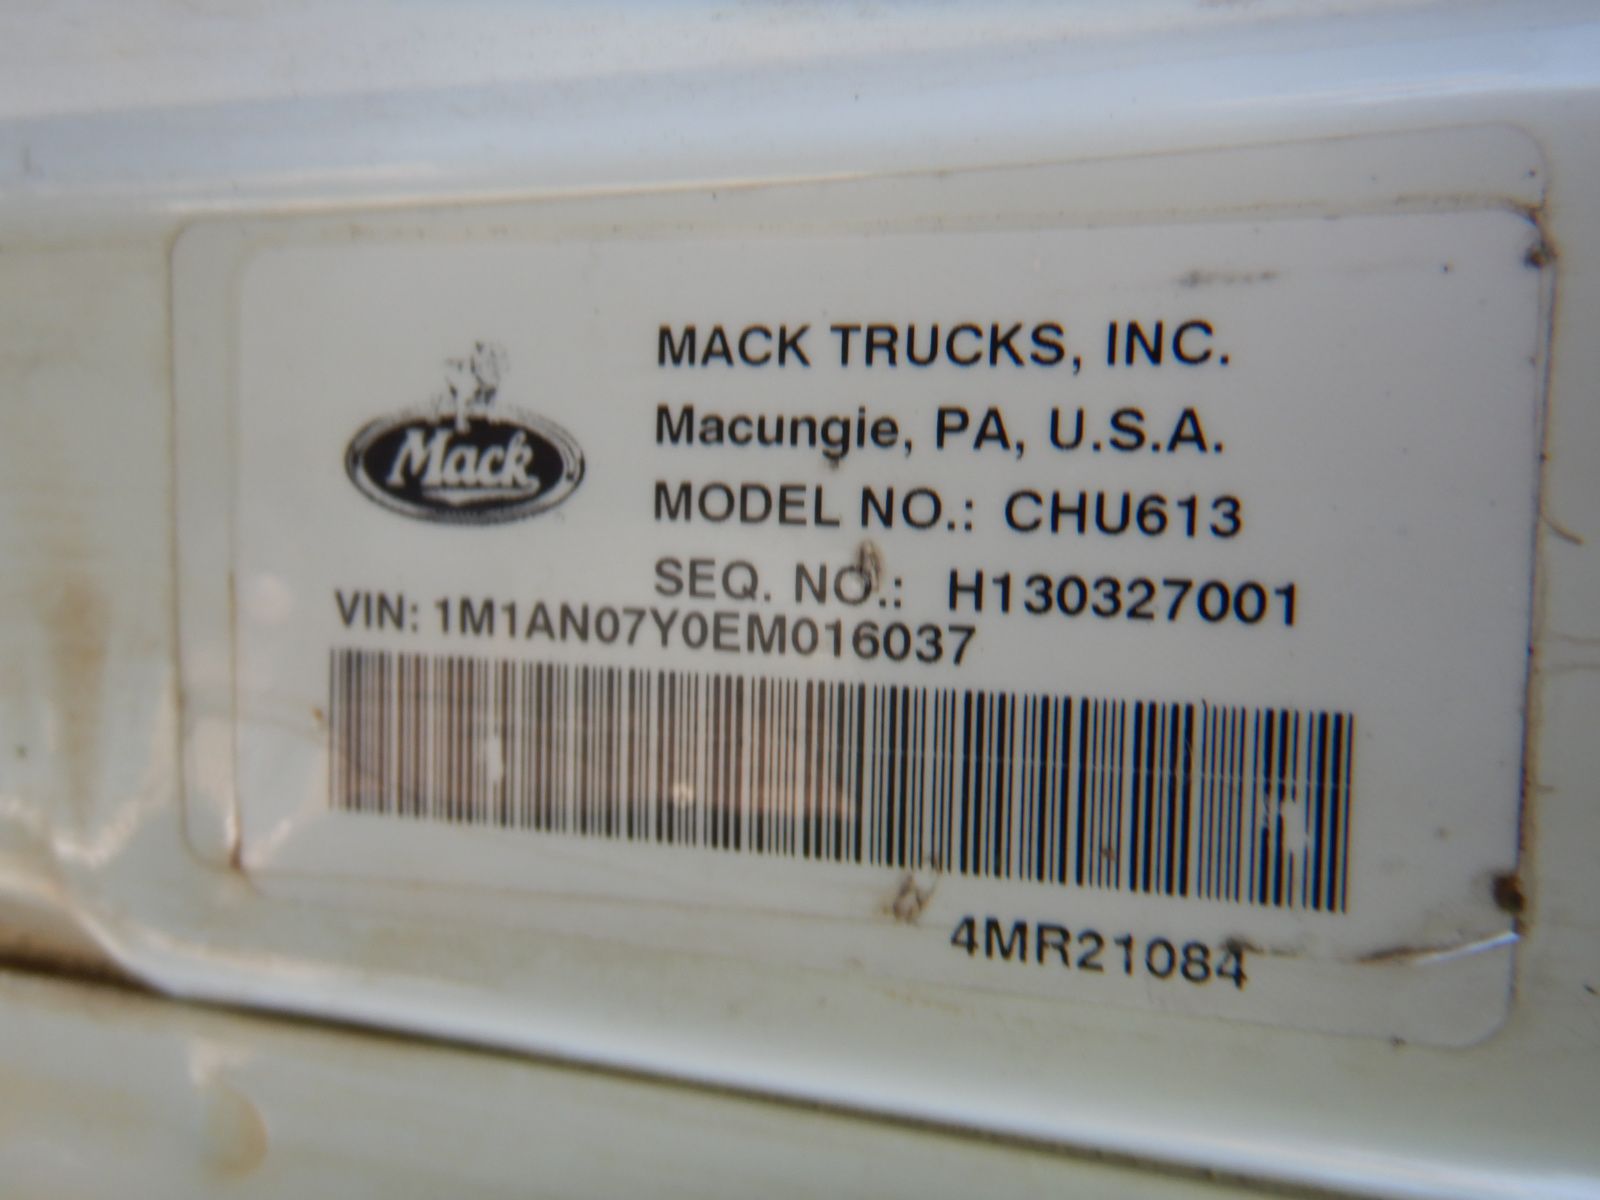 MACK TRUCKS, INC.
Macungie, PA, U.S.A.
Mack
MODEL NO.: CHU613
SEQ. NO.: H130327001
VIN: 1M1AN07Y0EM016037
4MR21084